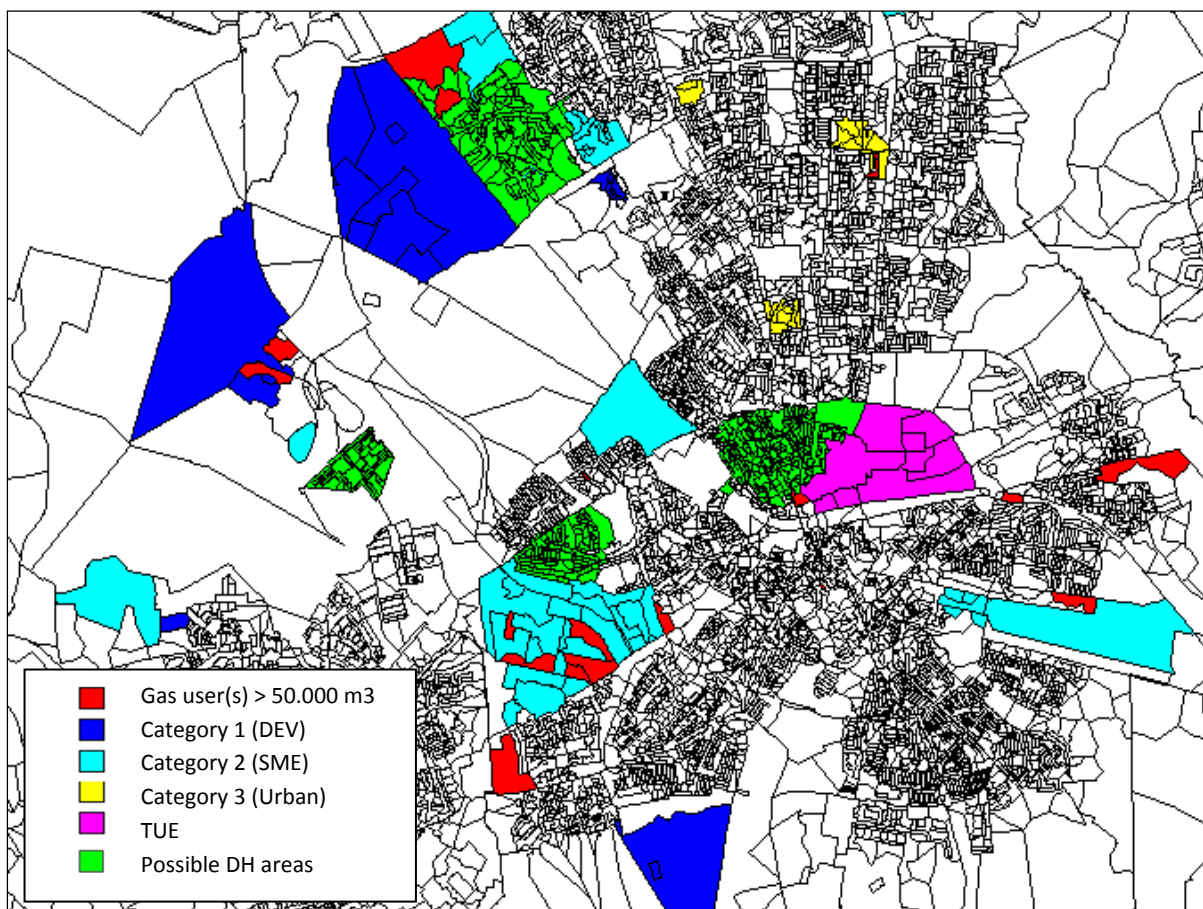 Gas user(s) > 50.000 m3
Category 1 (DEV)
Category 2 (SME)
Category 3 (Urban)
TUE
Possible DH areas